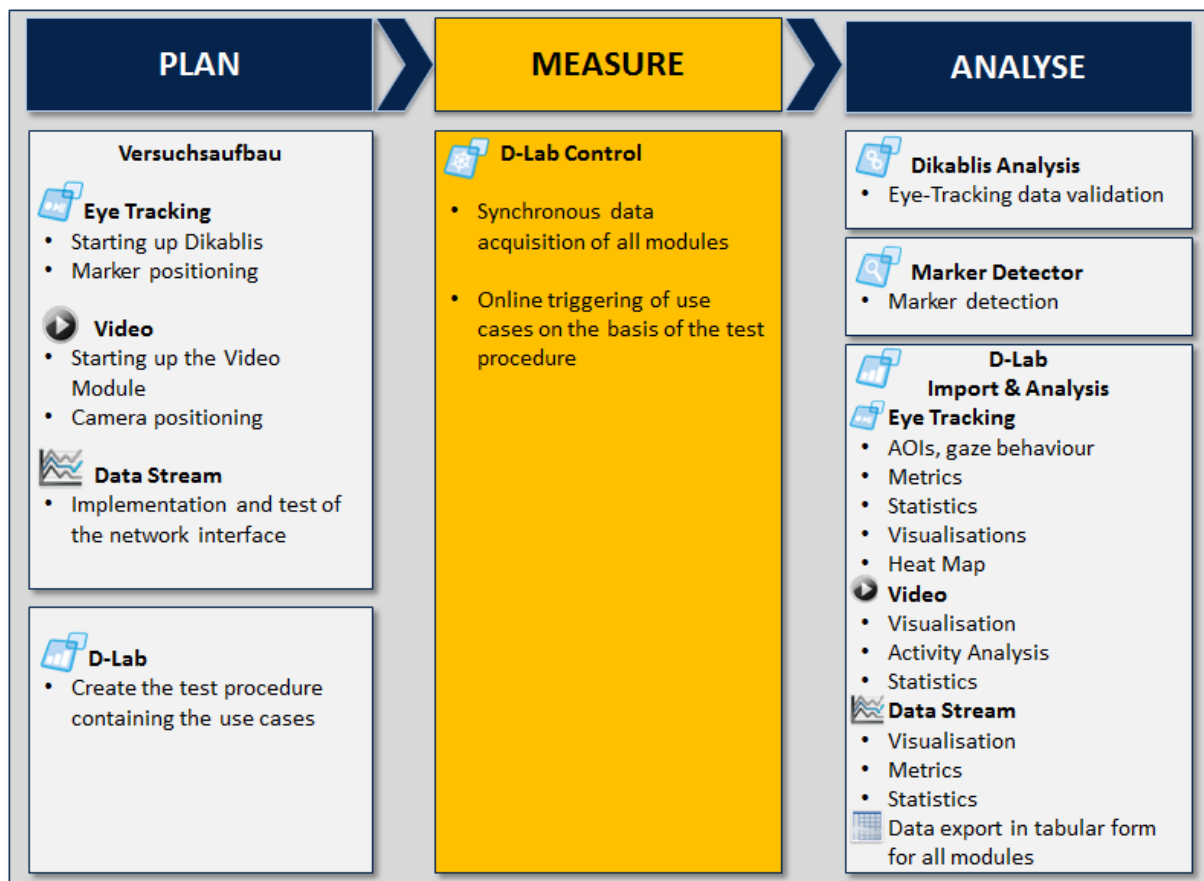 PLAN
MEASURE
ANALYSE
Versuchsaufbau
Eye Tracking
• Starting up Dikablis
• Marker positioning
Video
• Starting up the Video
Module
• Camera positioning
Data Stream
• Implementation and test of
the network interface
D-Lab
• Create the test procedure
containing the use cases
D-Lab Control
• Synchronous data
acquisition of all modules
• Online triggering of use
cases on the basis of the test
procedure
Dikablis Analysis
• Eye-Tracking data validation
Marker Detector
• Marker detection
D-Lab
Import & Analysis
Eye Tracking
• AOIs, gaze behaviour
• Metrics
• Statistics
• Visualisations
• Heat Map
Video
• Visualisation
• Activity Analysis
• Statistics
Data Stream
• Visualisation
• Metrics
• Statistics
Data export in tabular form
for all modules